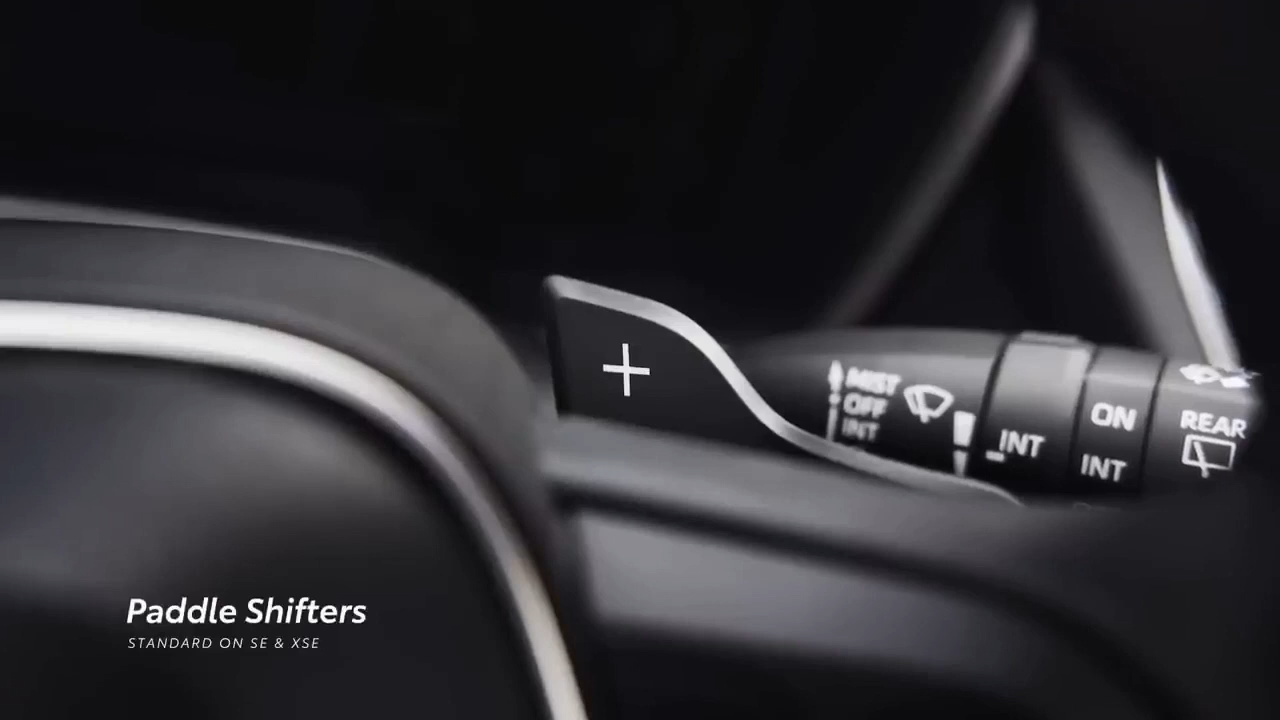 +
MIST
OFF
INT
INT
ON
INT
REAR
Paddle Shifters
STANDARD ON SE & XSE